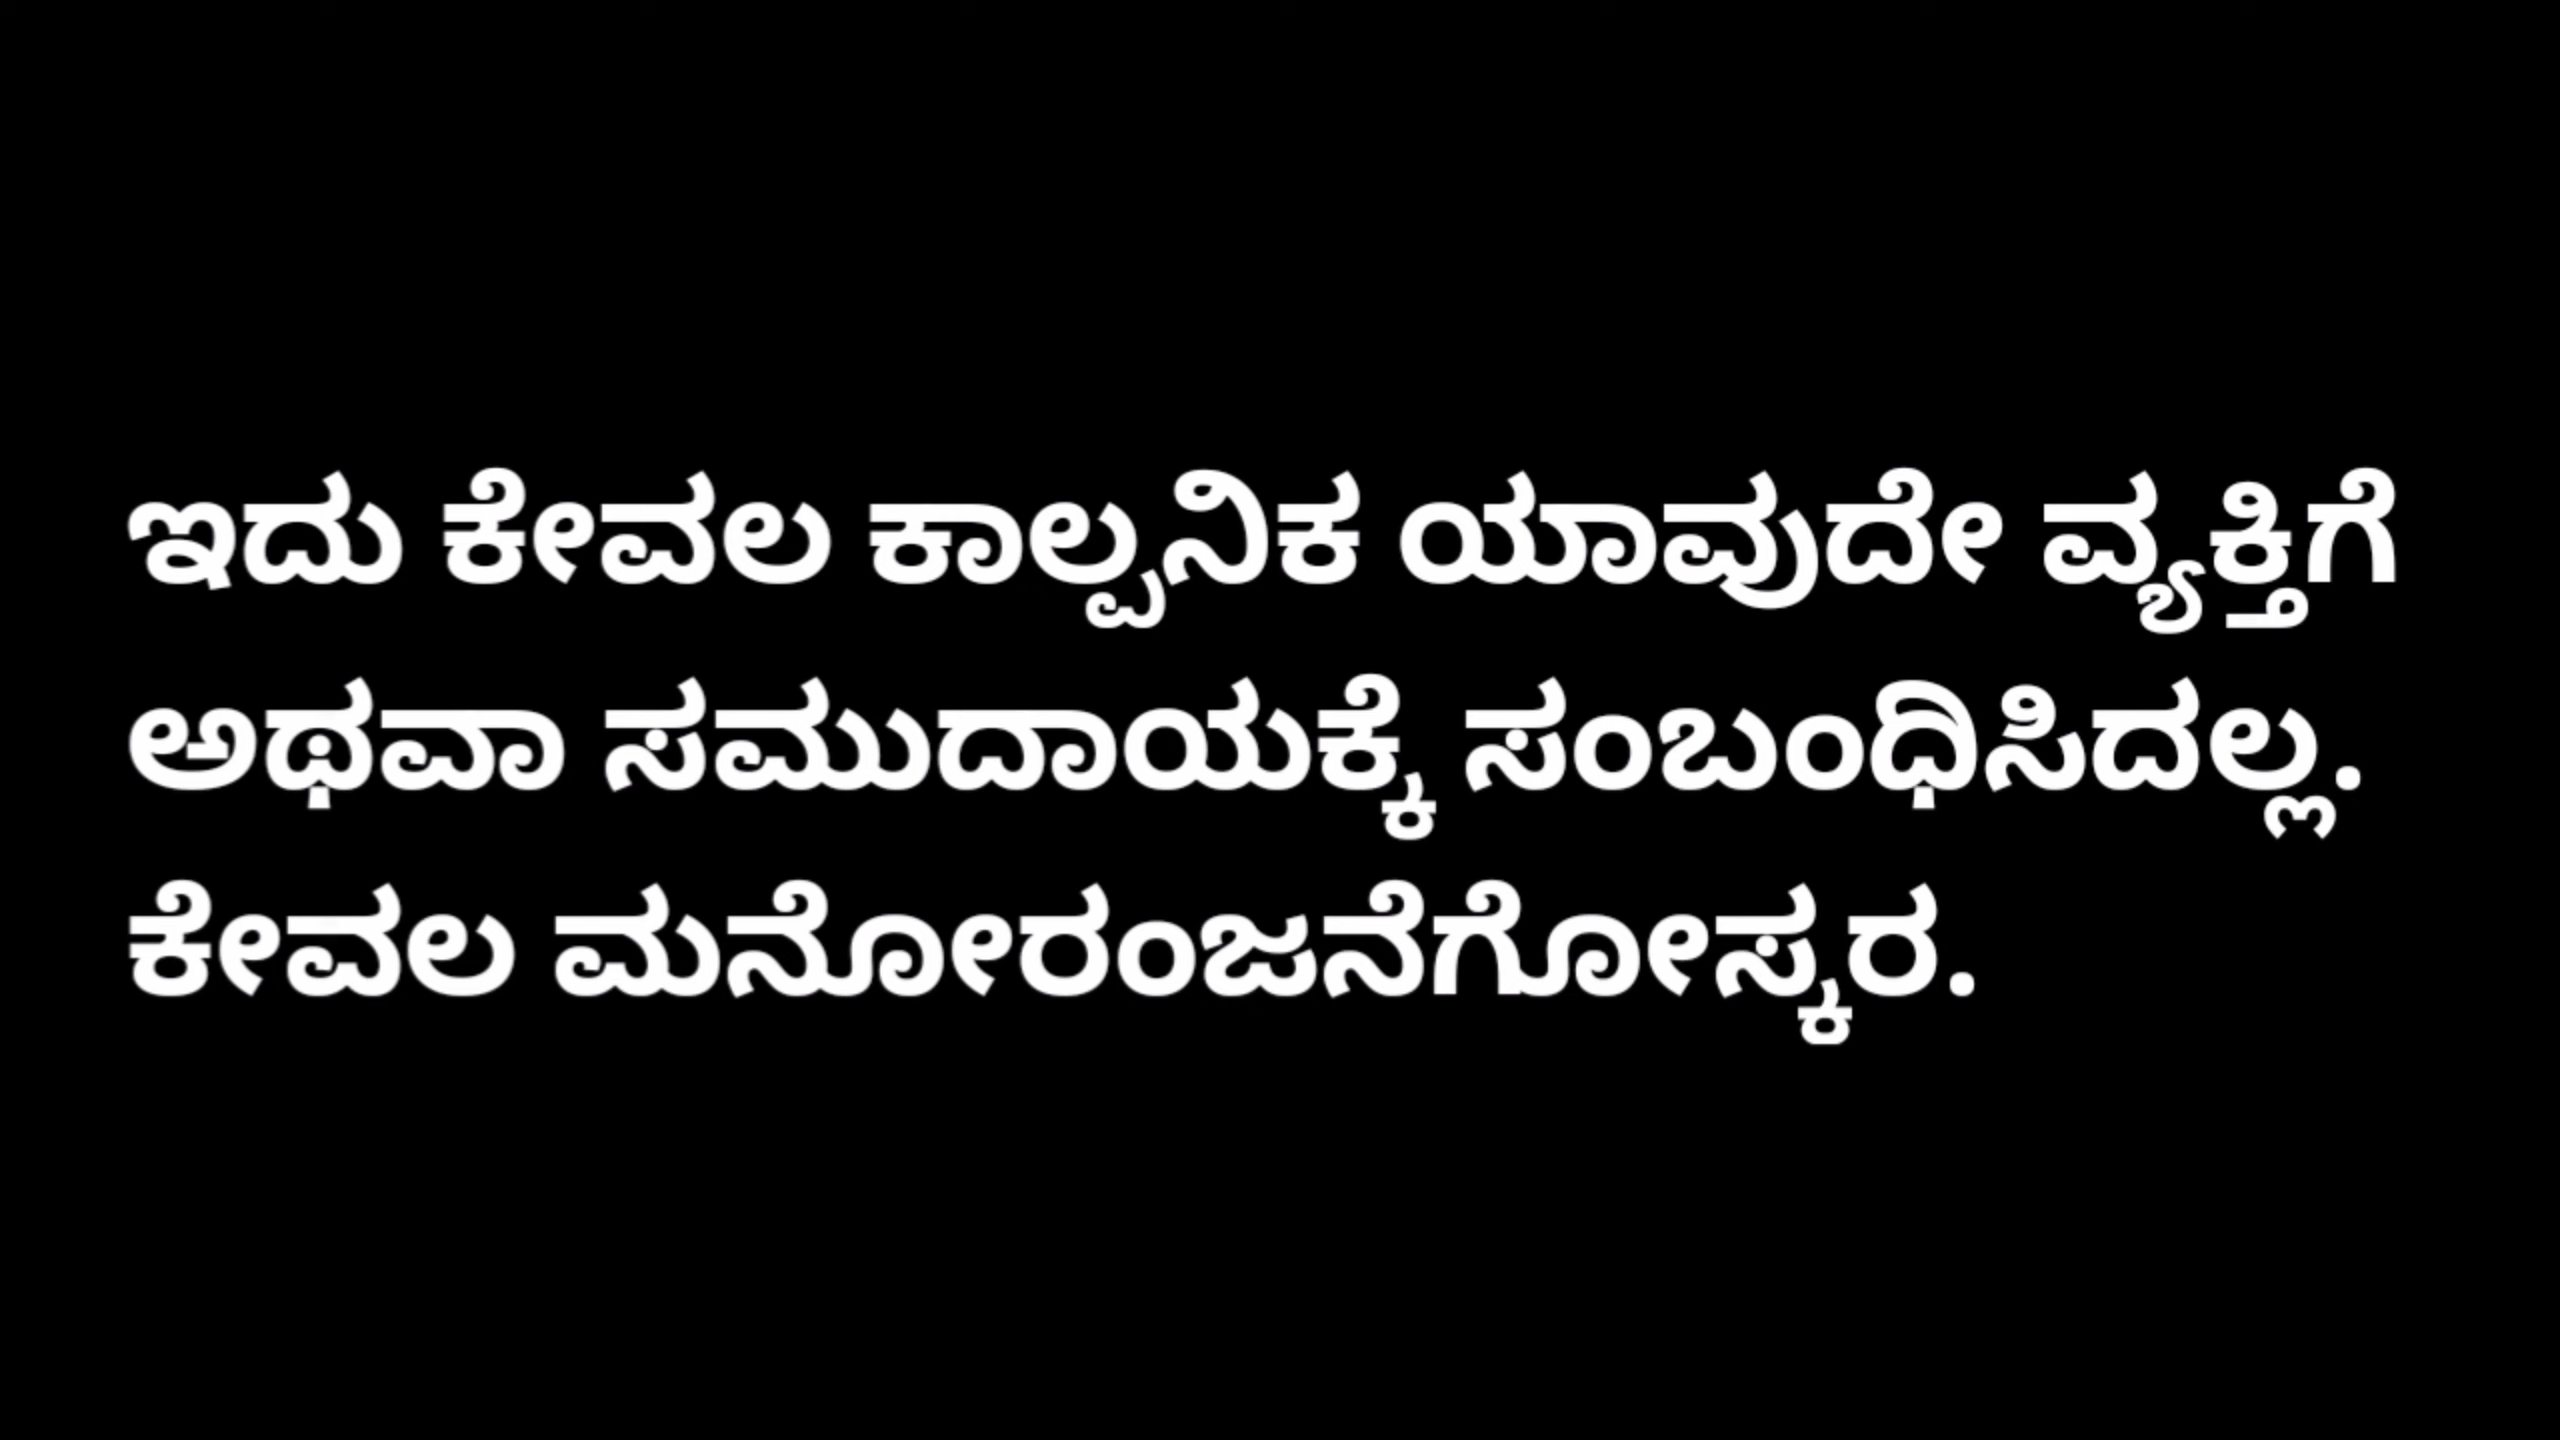 ಇದು ಕೇವಲ ಕಾಲ್ಪನಿಕ ಯಾವುದೇ ವ್ಯಕ್ತಿಗೆ
ಅಥವಾ ಸಮುದಾಯಕ್ಕೆ ಸಂಬಂಧಿಸಿದಲ್ಲ.
ಕೇವಲ ಮನೋರಂಜನೆಗೋಸ್ಕರ.